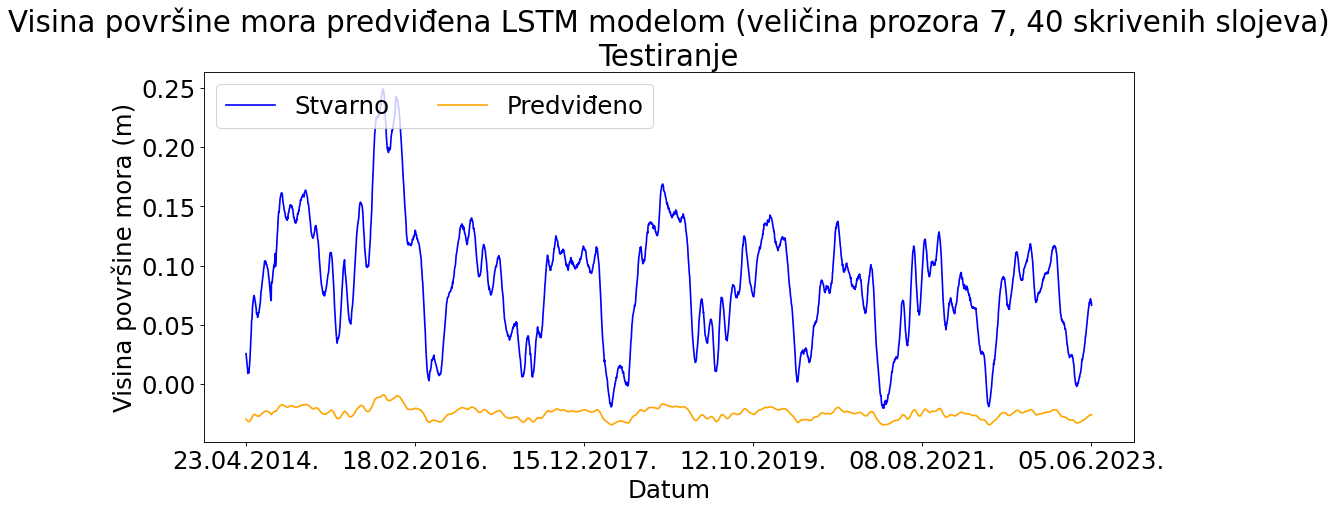 Visina površine mora predviđena LSTM modelom (veličina prozora 7, 40 skrivenih slojeva)
Testiranje
Stvarno Predviđeno
Visina površine mora (m)
0.25
0.20
0.15
0.10
0.05
0.00
23.04.2014. 18.02.2016. 15.12.2017. 12.10.2019. 08.08.2021. 05.06.2023.
Datum